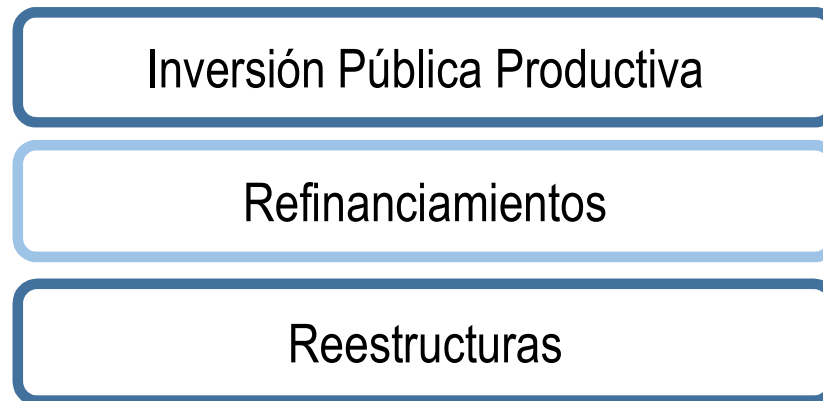 Inversión Pública Productiva
Refinanciamientos
Reestructuras